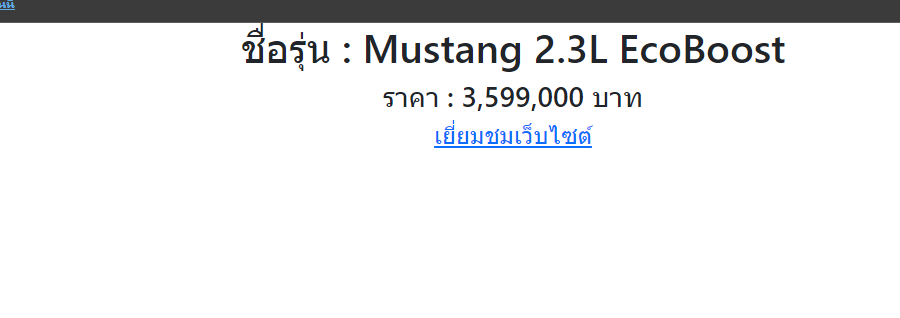 ชื่อรุ่น : Mustang 2.3L EcoBoost
ราคา : 3,599,000 บาท
เยี่ยมชมเว็บไซต์